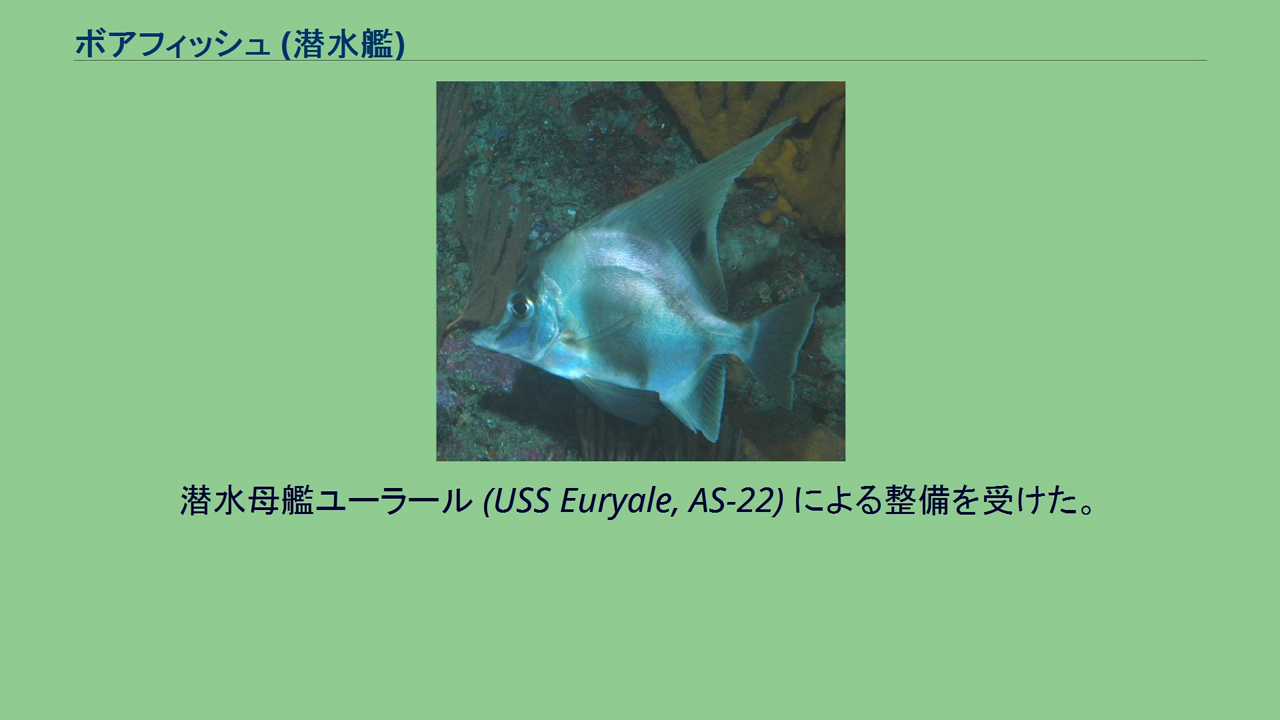 ボアフィッシュ (潜水艦)
潜水母艦ユーラール (USS Euryale, AS-22) による整備を受けた。